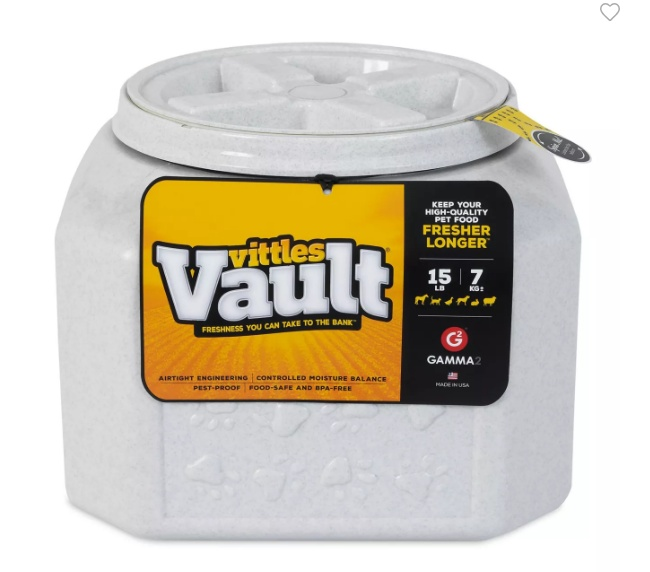 KEEP YOUR
HIGH-QUALITY
PET FOOD
FRESHER
LONGER™
vittles
Vault®
FRESHNESS YOU CAN TAKE TO THE BANK™
15 | 7
LB KG±
G2
GAMMA2
AIRTIGHT ENGINEERING | CONTROLLED MOISTURE BALANCE
PEST-PROOF | FOOD-SAFE AND BPA-FREE
MADE IN USA